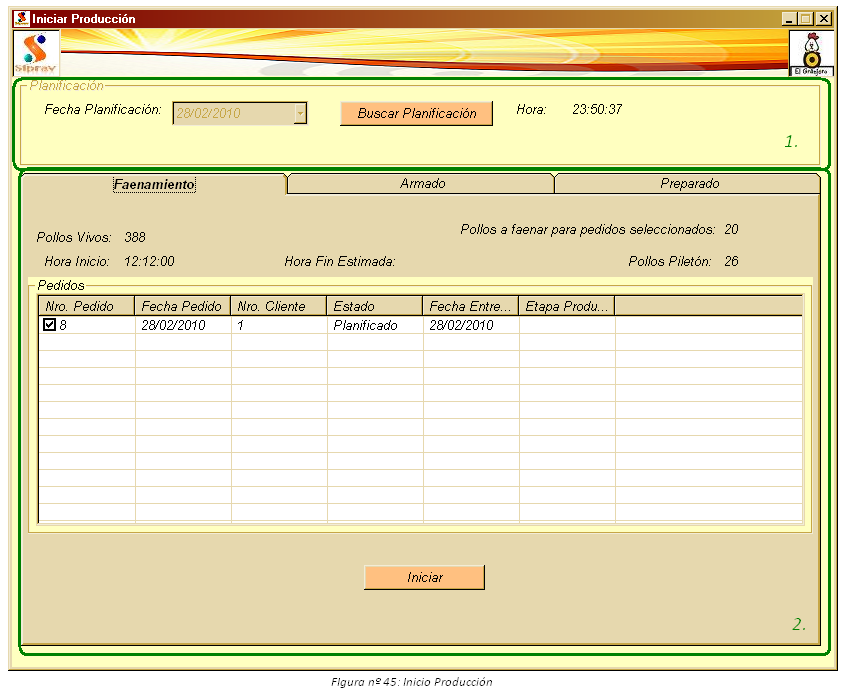 Iniciar Producción
Siprav
El Granjero
Planificación
Fecha Planificación: 28/02/2010 Buscar Planificación Hora: 23:50:37
1.
Faenamiento Armado Preparado
Pollos a faenar para pedidos seleccionados: 20
Pollos Vivos: 388
Hora Inicio: 12:12:00 Hora Fin Estimada: Pollos Piletón: 26
Pedidos
Nro. Pedido Fecha Pedido Nro. Cliente Estado Fecha Entre... Etapa Produ...
8 28/02/2010 1 Planificado 28/02/2010
Iniciar
2.
Figura nº 45: Inicio Producción